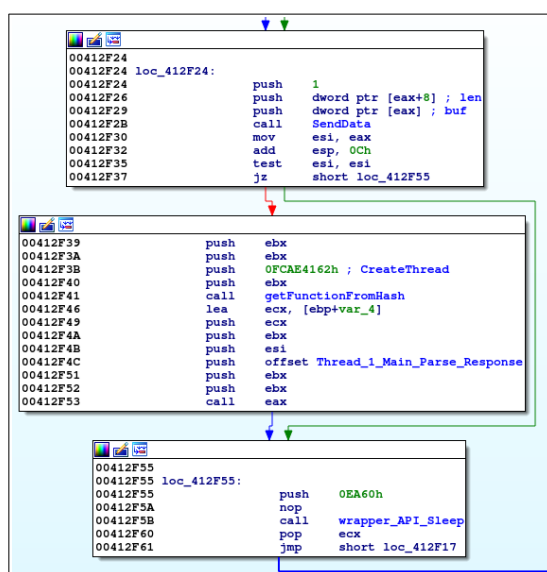 00412F24
00412F24 loc_412F24:
00412F24 push 1
00412F26 push dword ptr [eax+8] ; len
00412F29 push dword ptr [eax] ; buf
00412F2B call SendData
00412F30 mov esi, eax
00412F32 add esp, 0Ch
00412F35 test esi, esi
00412F37 jz short loc_412F55
00412F39 push ebx
00412F3A push ebx
00412F3B push 0FCAE4162h ; CreateThread
00412F40 push ebx
00412F41 call getFunctionFromHash
00412F46 lea ecx, [ebp+var_4]
00412F49 push ecx
00412F4A push ebx
00412F4B push esi
00412F4C push offset Thread_1_Main_Parse_Response
00412F51 push ebx
00412F52 push ebx
00412F53 call eax
00412F55
00412F55 loc_412F55:
00412F55 push 0EA60h
00412F5A nop
00412F5B call wrapper_API_Sleep
00412F60 pop ecx
00412F61 jmp short loc_412F17